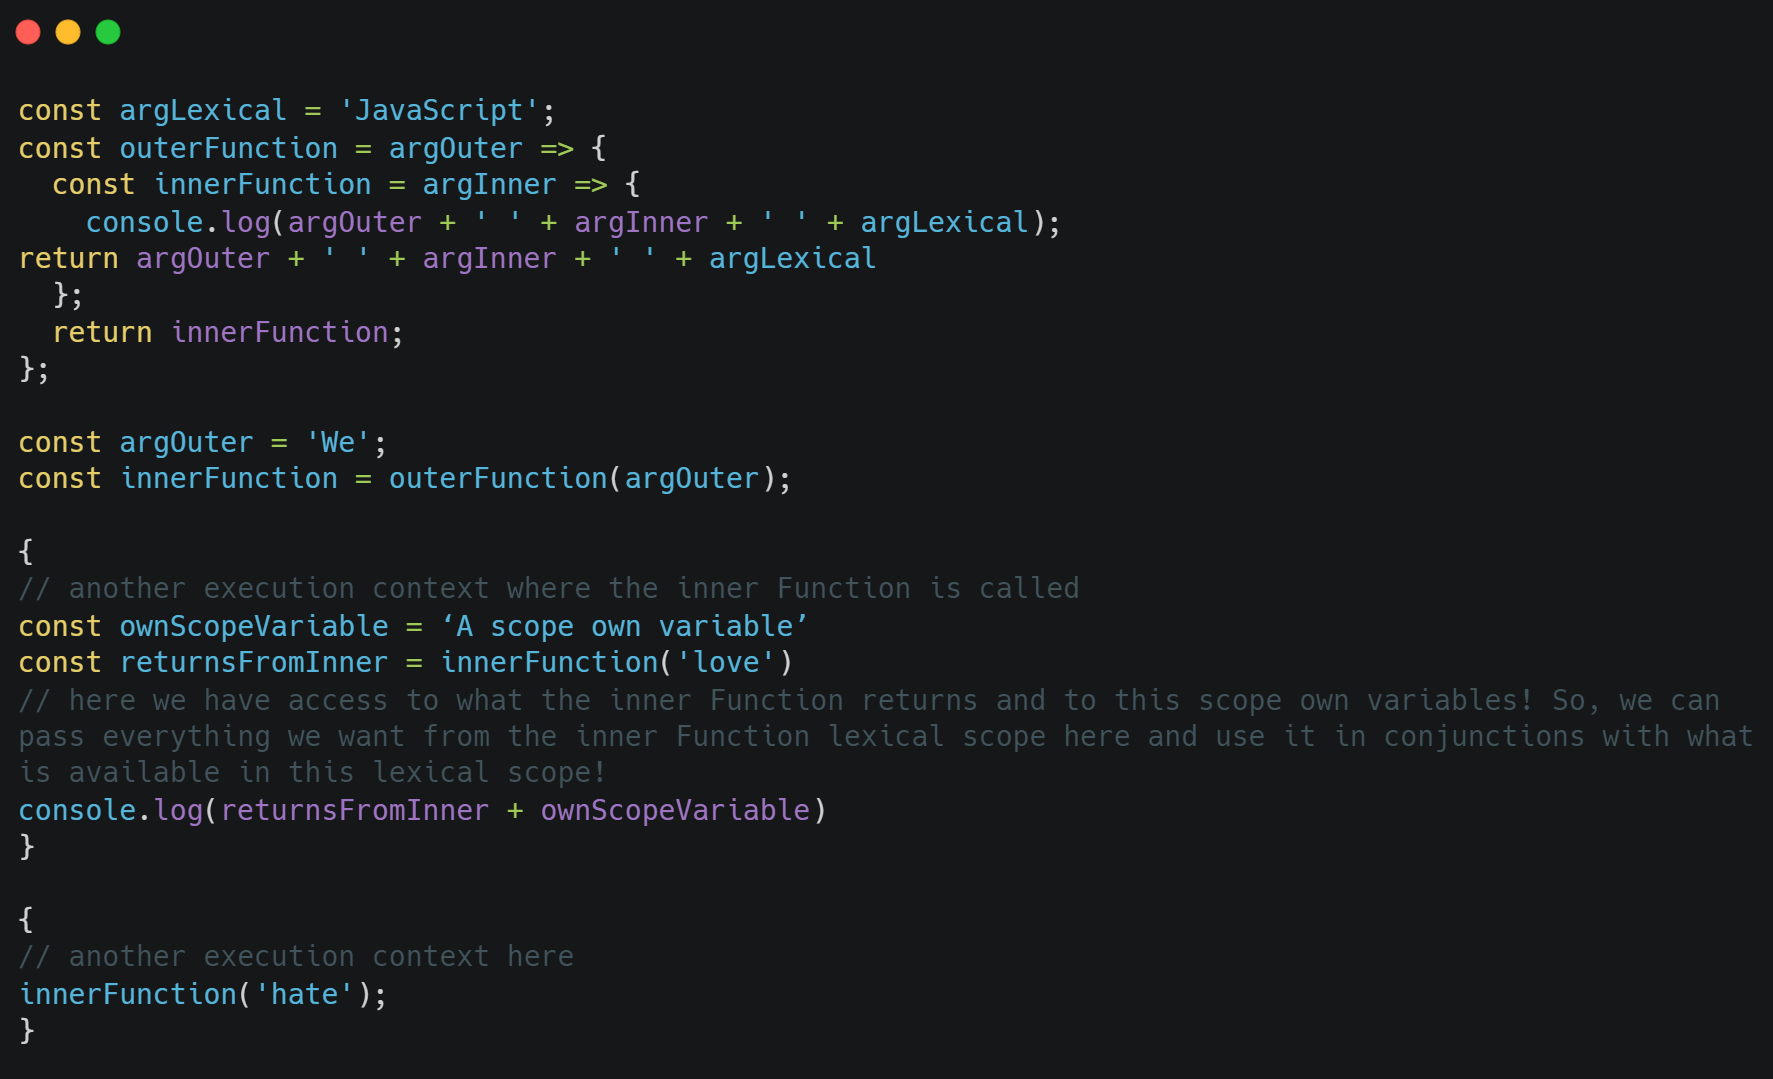 const argLexical = 'JavaScript';
const outerFunction = argOuter => {
  const innerFunction = argInner => {
    console.log(argOuter + ' ' + argInner + ' ' + argLexical);
return argOuter + ' ' + argInner + ' ' + argLexical
  };
  return innerFunction;
};

const argOuter = 'We';
const innerFunction = outerFunction(argOuter);

{
// another execution context where the inner Function is called
const ownScopeVariable = ‘A scope own variable’
const returnsFromInner = innerFunction('love')
// here we have access to what the inner Function returns and to this scope own variables! So, we can
pass everything we want from the inner Function lexical scope here and use it in conjunctions with what
is available in this lexical scope!
console.log(returnsFromInner + ownScopeVariable)
}

{
// another execution context here
innerFunction('hate');
}